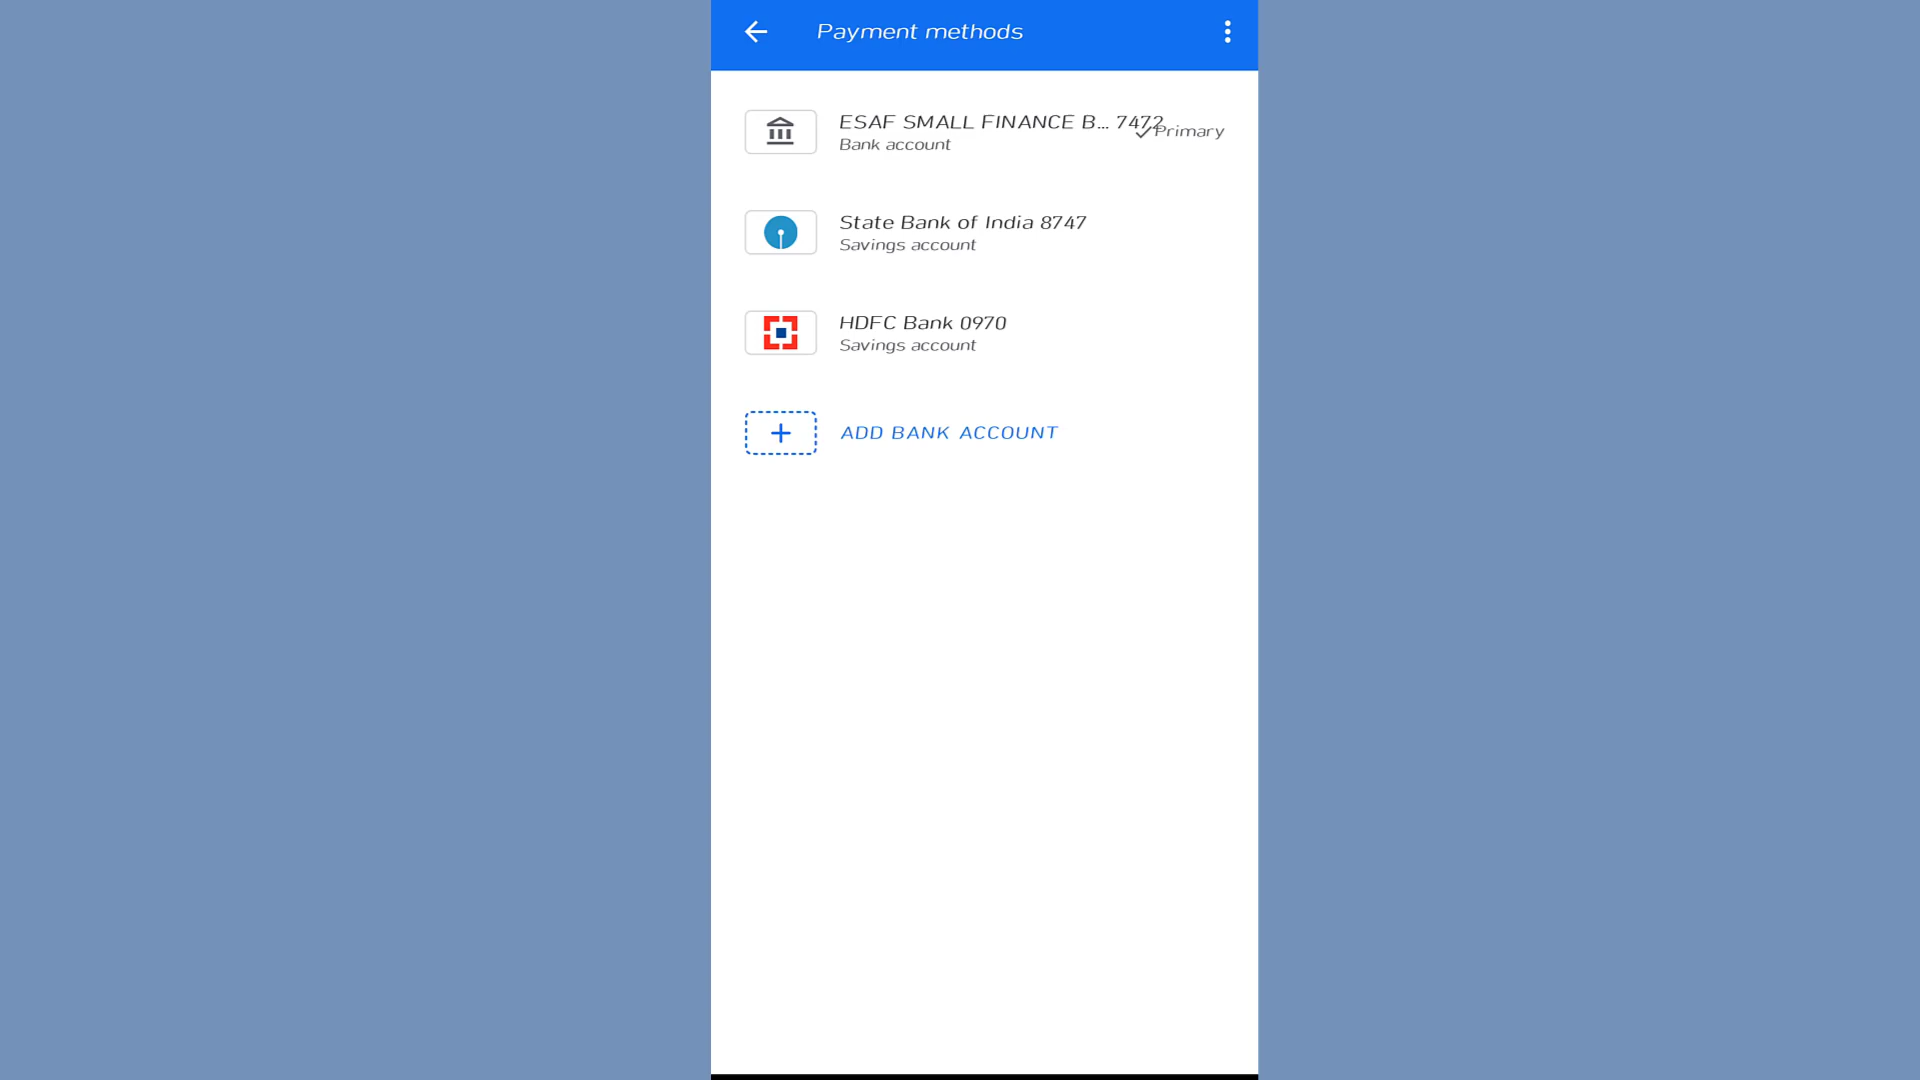 Payment methods
ESAF SMALL FINANCE B... 7472
Primary
Bank account
State Bank of India 8747
Savings account
HDFC Bank 0970
Savings account
ADD BANK ACCOUNT